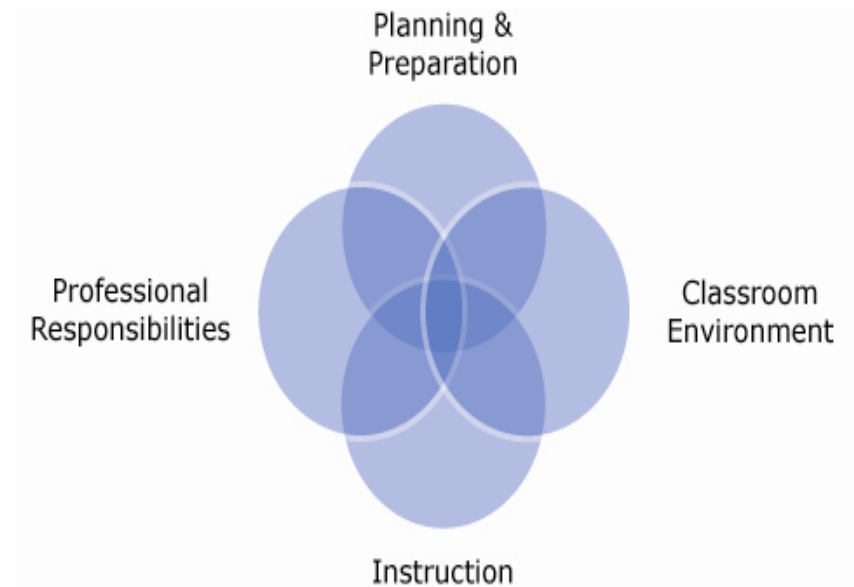 Planning &
Preparation
Professional
Responsibilities
Classroom
Environment
Instruction